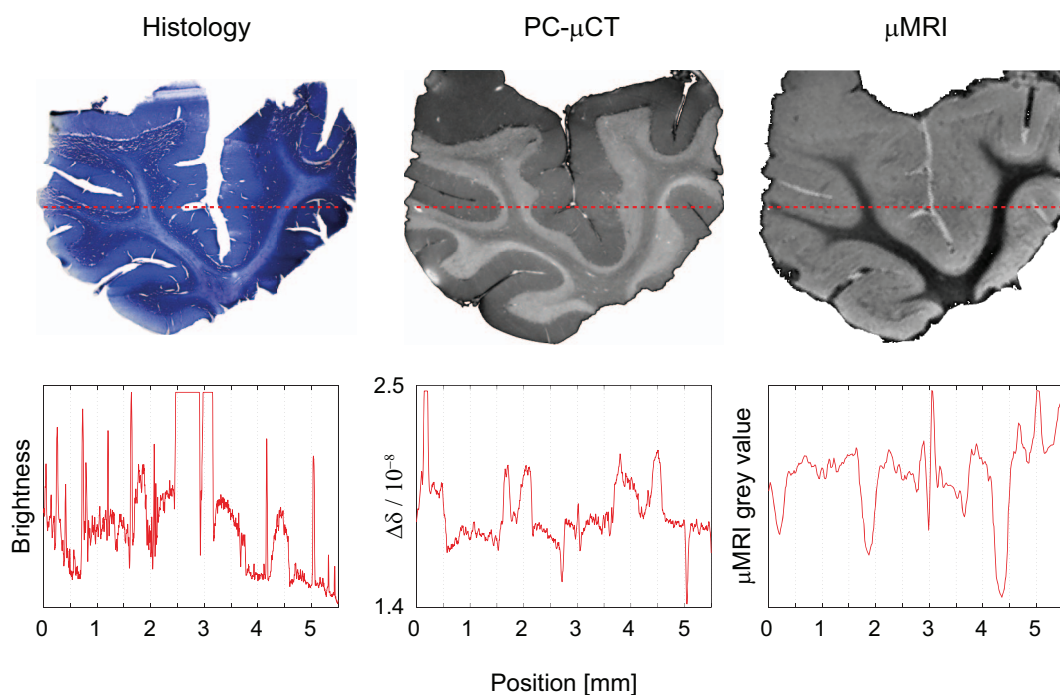 Histology
PC-μCT
μMRI
Brightness
0 1 2 3 4 5
Δδ / 10⁻⁸
2.5
1.4
0 1 2 3 4 5
μMRI grey value
0 1 2 3 4 5
Position [mm]